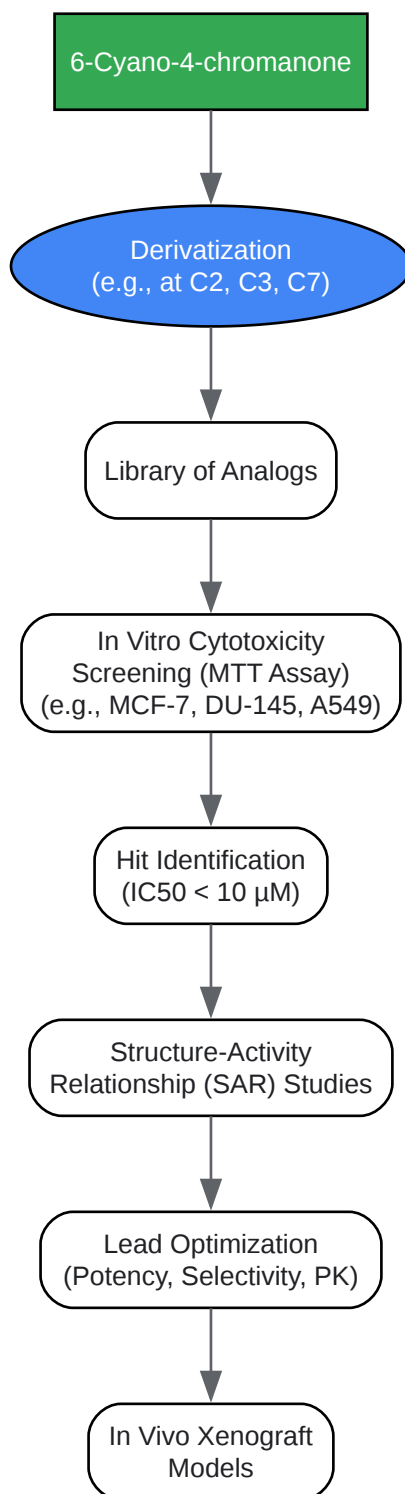 6-Cyano-4-chromanone
Derivatization
(e.g., at C2, C3, C7)
Library of Analogs
In Vitro Cytotoxicity
Screening (MTT Assay)
(e.g., MCF-7, DU-145, A549)
Hit Identification
(IC50 < 10 µM)
Structure-Activity
Relationship (SAR) Studies
Lead Optimization
(Potency, Selectivity, PK)
In Vivo Xenograft
Models